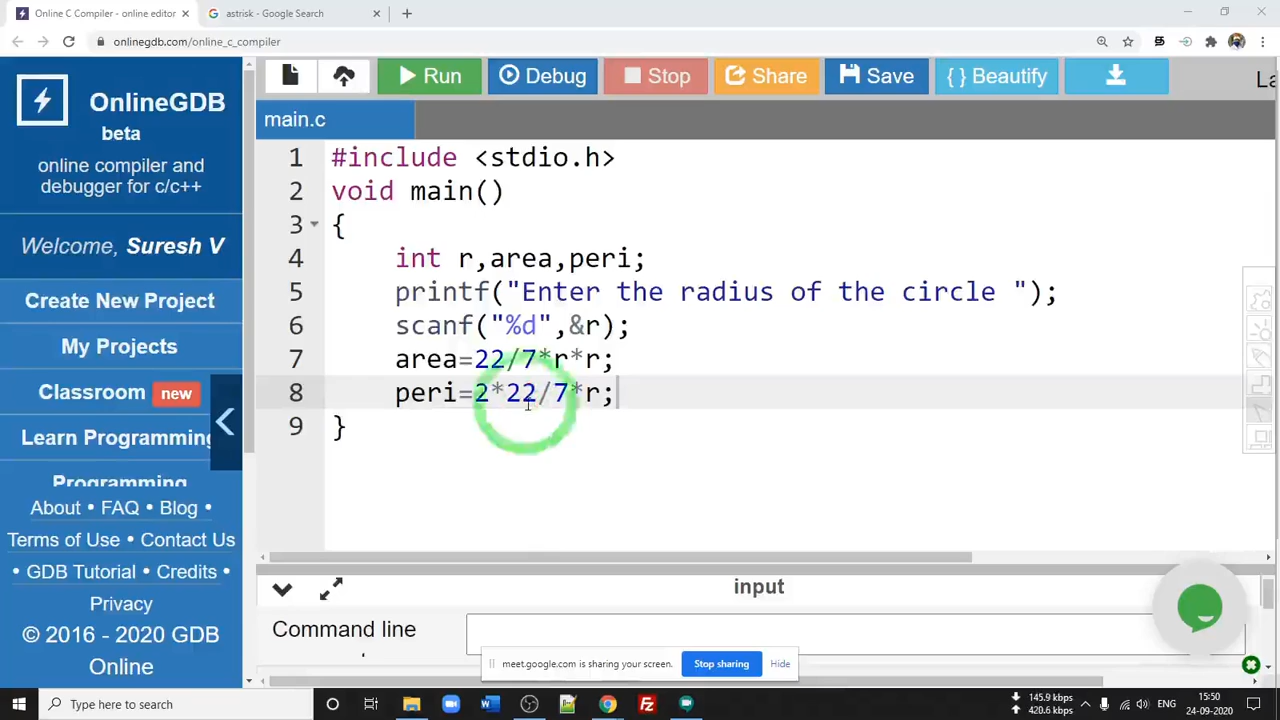 Online C Compiler - online editor
astrisk - Google Search
onlinegdb.com/online_c_compiler
OnlineGDB
beta
online compiler and
debugger for c/c++
Welcome, Suresh V
Create New Project
My Projects
Classroom new
Learn Programming
Programming
About • FAQ • Blog •
Terms of Use • Contact Us
• GDB Tutorial • Credits •
Privacy
© 2016 - 2020 GDB
Online
Run
Debug
Stop
Share
Save
{ } Beautify
La
main.c
1 #include <stdio.h>
2 void main()
3 {
4 int r,area,peri;
5 printf("Enter the radius of the circle ");
6 scanf("%d",&r);
7 area=22/7*r*r;
8 peri=2*22/7*r;
9 }
input
Command line
meet.google.com is sharing your screen.
Stop sharing
Hide
Type here to search
145.9 kbps
420.6 kbps
ENG
15:50
24-09-2020